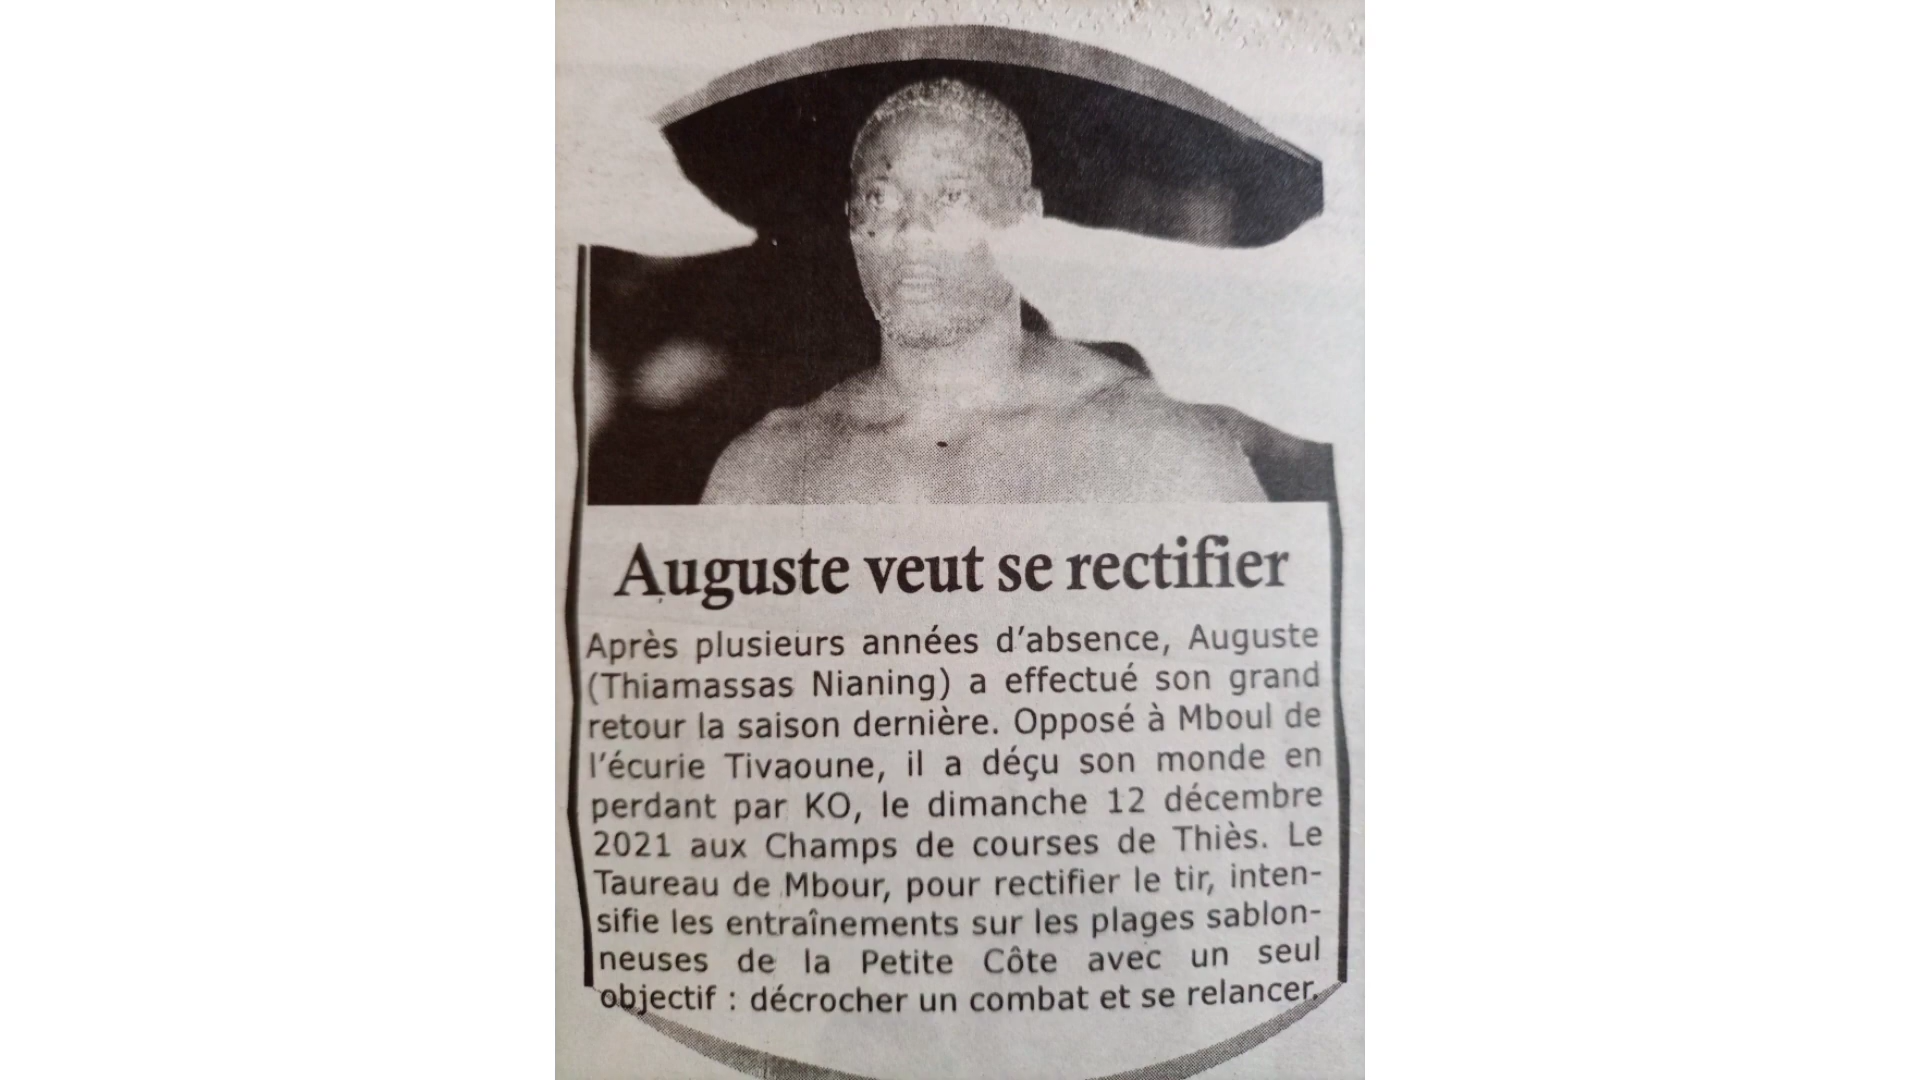 Auguste veut se rectifier
Après plusieurs années d’absence, Auguste
(Thiamassas Nianing) a effectué son grand
retour la saison dernière. Opposé à Mboul de
l’écurie Tivaoune, il a déçu son monde en
perdant par KO, le dimanche 12 décembre
2021 aux Champs de courses de Thiès. Le
Taureau de Mbour, pour rectifier le tir, inten-
sifie les entraînements sur les plages sablon-
neuses de la Petite Côte avec un seul
objectif : décrocher un combat et se relancer.